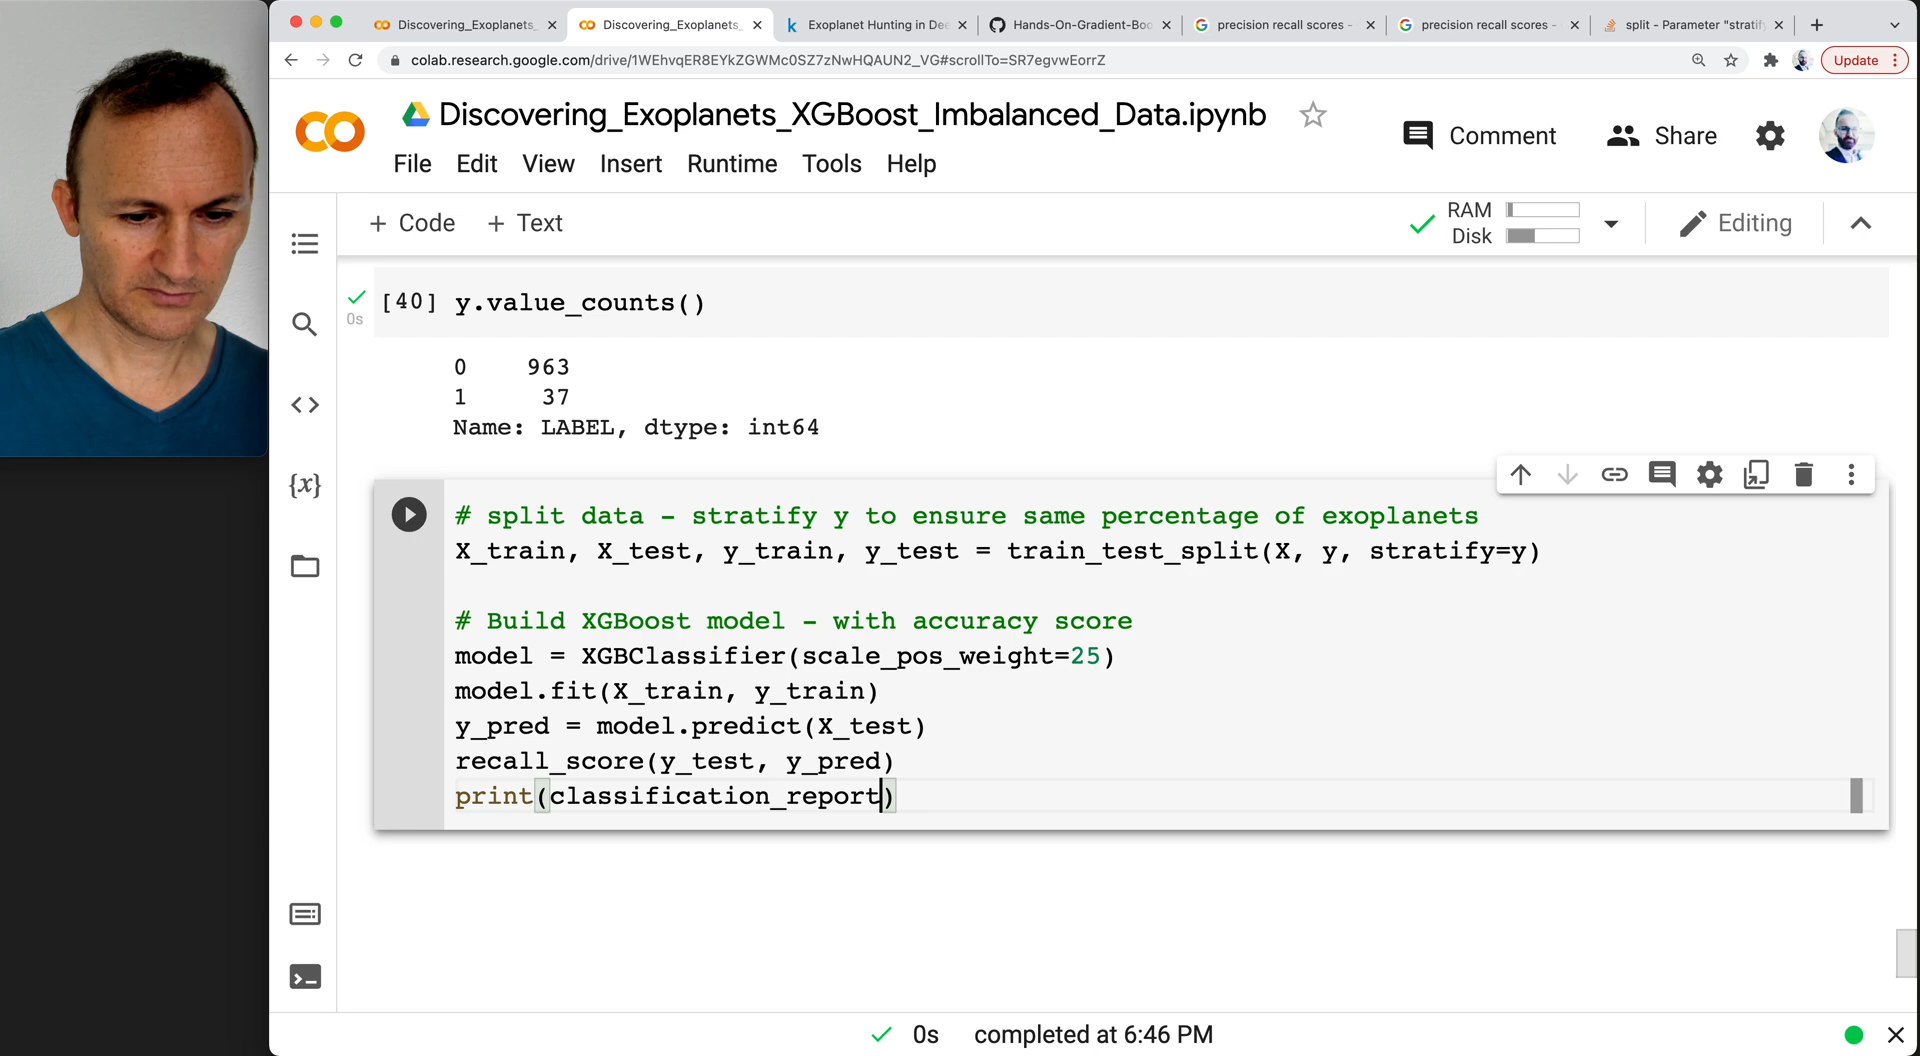 Discovering_Exoplanets_
Discovering_Exoplanets_
Exoplanet Hunting in Dee
Hands-On-Gradient-Boo
precision recall scores -
precision recall scores -
split - Parameter "stratify
colab.research.google.com/drive/1WEhvqER8EYkZGWMc0SZ7zNwHQAUN2_VG#scrollTo=SR7egvwEorrZ
Update
Discovering_Exoplanets_XGBoost_Imbalanced_Data.ipynb
File Edit View Insert Runtime Tools Help
Comment
Share
+ Code + Text
RAM
Disk
Editing
[40] y.value_counts()
0s
0 963
1 37
Name: LABEL, dtype: int64
# split data - stratify y to ensure same percentage of exoplanets
X_train, X_test, y_train, y_test = train_test_split(X, y, stratify=y)
# Build XGBoost model - with accuracy score
model = XGBClassifier(scale_pos_weight=25)
model.fit(X_train, y_train)
y_pred = model.predict(X_test)
recall_score(y_test, y_pred)
print(classification_report)
{x}
0s completed at 6:46 PM